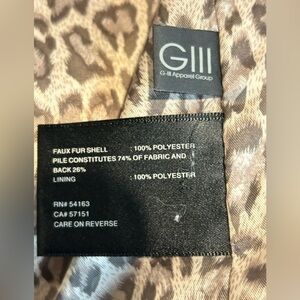 GIII
G-III Apparel Group
FAUX FUR SHELL : 100% POLYESTER
PILE CONSTITUTES 74% OF FABRIC AND
BACK 26%
LINING : 100% POLYESTER
RN# 54163
CA# 57151
CARE ON REVERSE